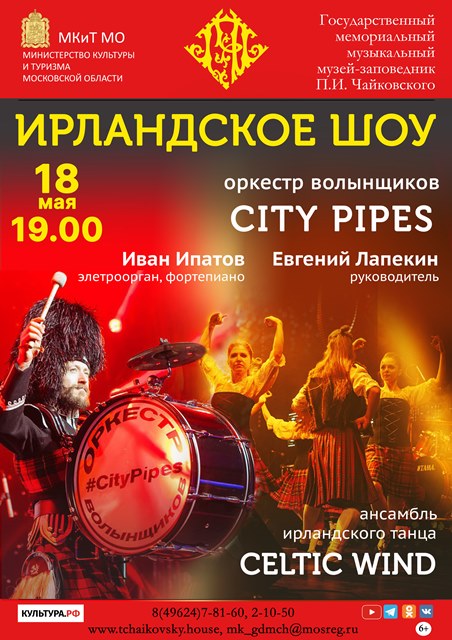 МКиТ МО
МИНИСТЕРСТВО КУЛЬТУРЫ
И ТУРИЗМА
МОСКОВСКОЙ ОБЛАСТИ
Государственный
мемориальный
музыкальный
музей-заповедник
П.И. Чайковского
ИРЛАНДСКОЕ ШОУ
18
мая
19.00
оркестр волынщиков
CITY PIPES
Иван Ипатов
элетроорган, фортепиано
Евгений Лапекин
руководитель
ОРКЕСТР
#CityPipes
ВОЛЫНЩИКОВ
TAMA
ансамбль
ирландского танца
CELTIC WIND
КУЛЬТУРА.РФ
8(49624)7-81-60, 2-10-50
www.tchaikovsky.house, mk_gdmch@mosreg.ru
6+